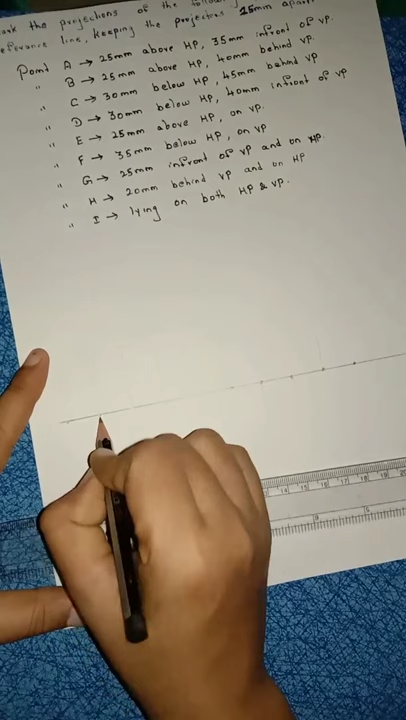 the projections of the follow
reference line, keeping the projectors 25mm apart
Point A → 25mm above HP, 35mm infront of VP.
" B → 25mm above HP, 40mm behind VP.
" C → 30mm below HP, 45mm behind VP
" D → 30mm below HP, 40mm infront of VP
" E → 25mm above HP, on VP.
" F → 35mm below HP, on VP
" G → 25mm infront of VP and on HP.
" H → 20mm behind VP and on HP
" I → lying on both HP & VP.